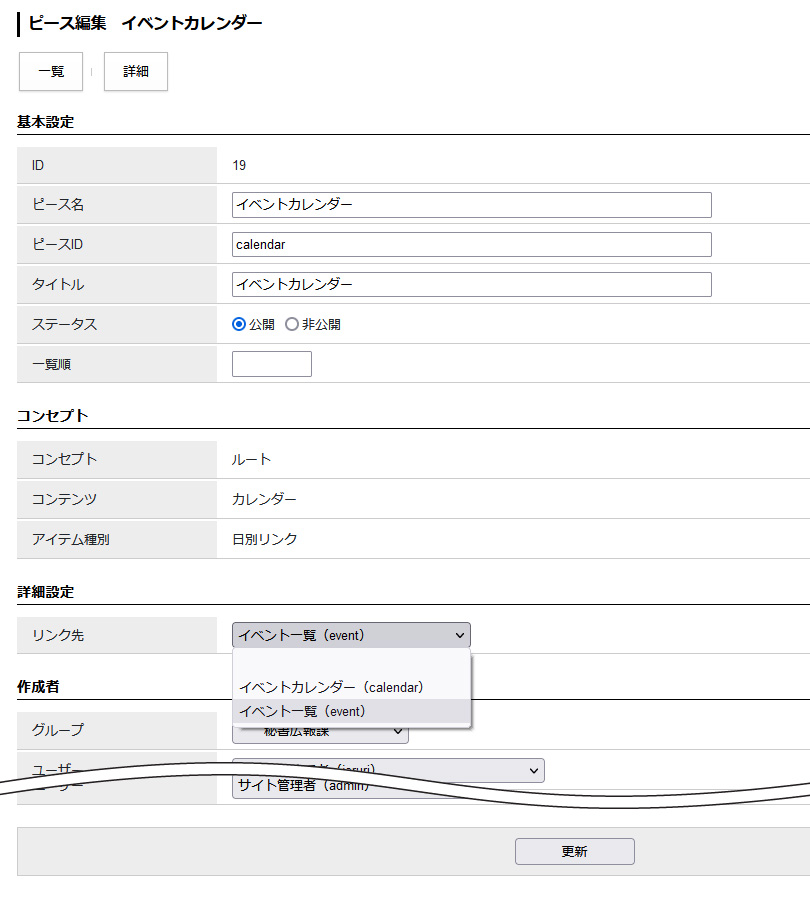 ピース編集　イベントカレンダー
一覧
詳細
基本設定
ID 19
ピース名 イベントカレンダー
ピースID calendar
タイトル イベントカレンダー
ステータス 公開 非公開
一覧順
コンセプト
コンセプト ルート
コンテンツ カレンダー
アイテム種別 日別リンク
詳細設定
リンク先 イベント一覧（event）
イベントカレンダー（calendar）
イベント一覧（event）
作成者
グループ 秘書広報課
ユーザー
サイト管理者（admin）
更新